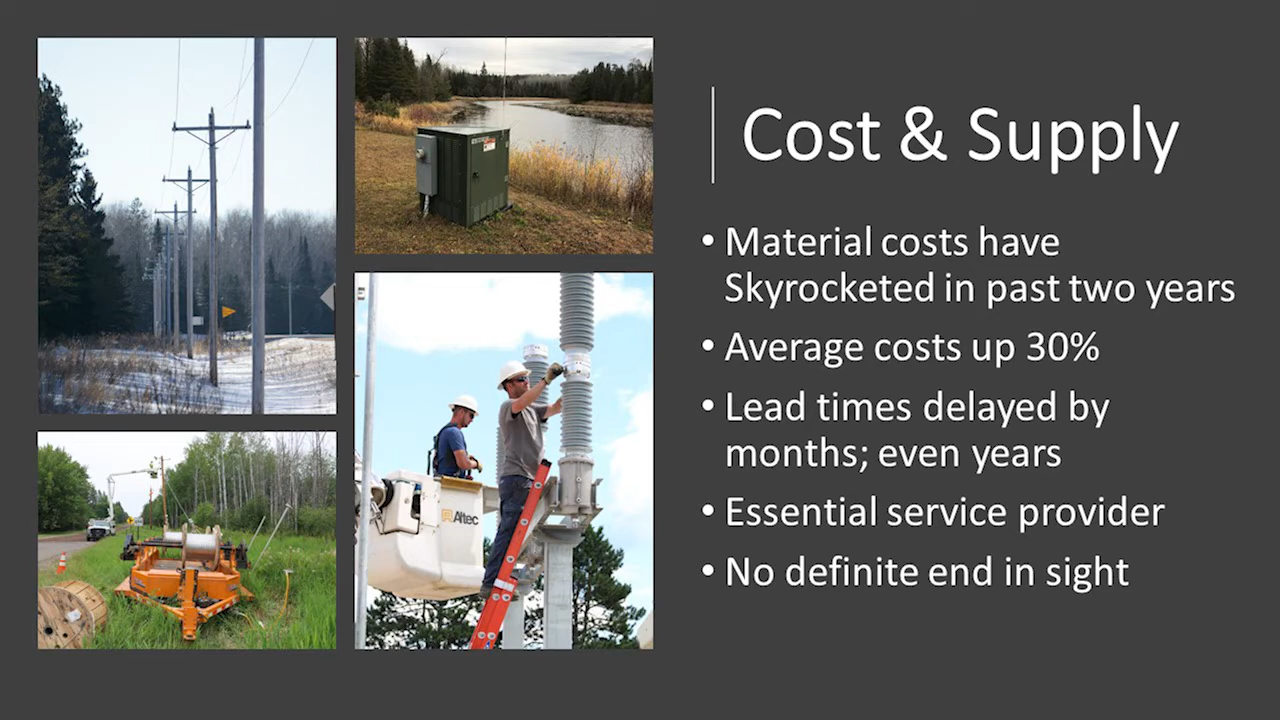 Cost & Supply
• Material costs have
Skyrocketed in past two years
• Average costs up 30%
• Lead times delayed by
months; even years
• Essential service provider
• No definite end in sight
Altec